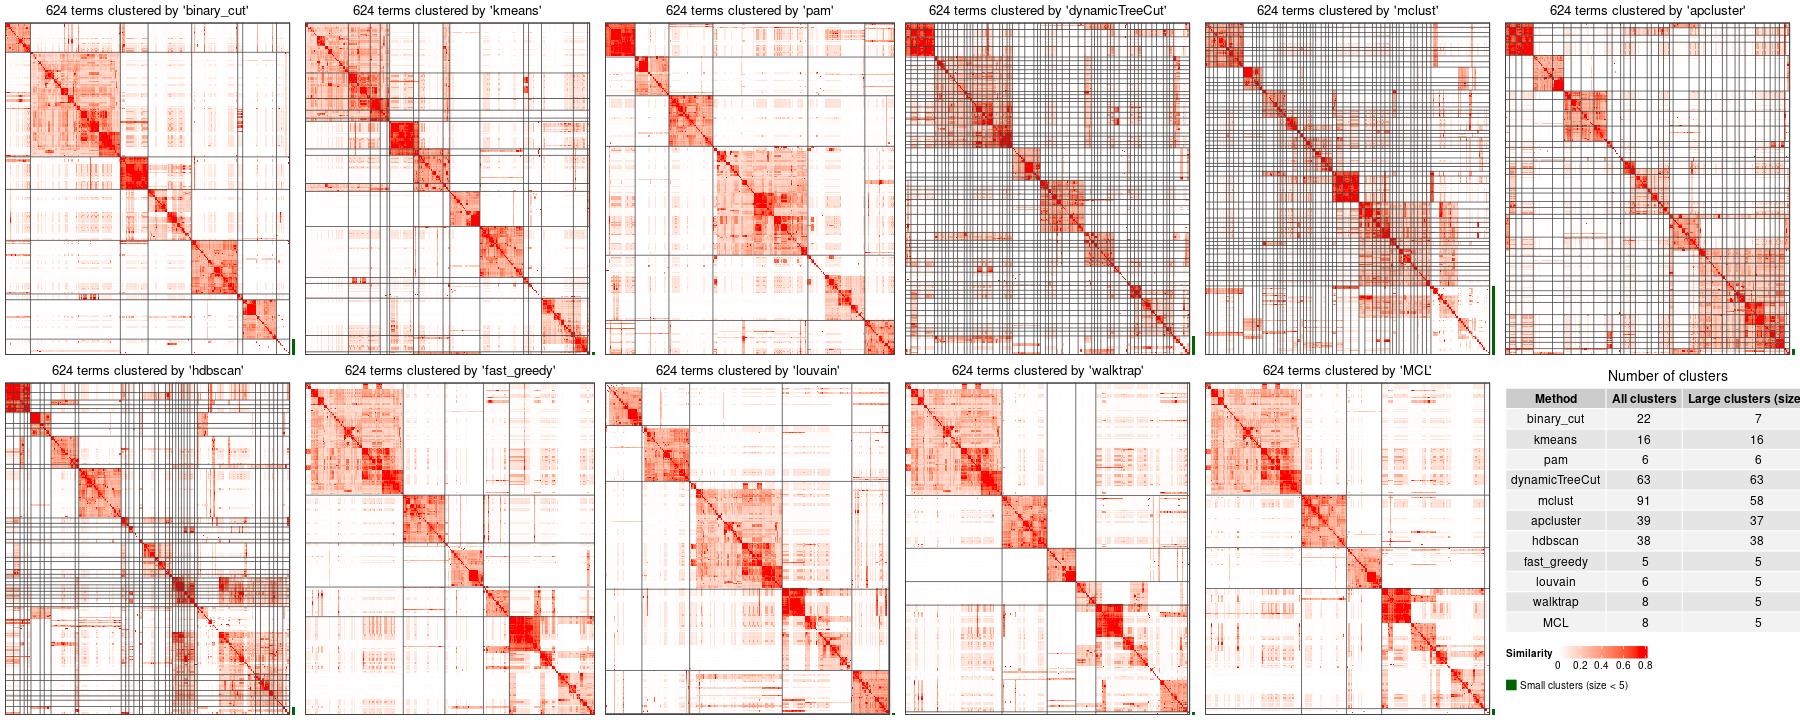 624 terms clustered by 'binary_cut'
624 terms clustered by 'kmeans'
624 terms clustered by 'pam'
624 terms clustered by 'dynamicTreeCut'
624 terms clustered by 'mclust'
624 terms clustered by 'apcluster'
624 terms clustered by 'hdbscan'
624 terms clustered by 'fast_greedy'
624 terms clustered by 'louvain'
624 terms clustered by 'walktrap'
624 terms clustered by 'MCL'
Number of clusters
Method All clusters Large clusters (size
binary_cut 22 7
kmeans 16 16
pam 6 6
dynamicTreeCut 63 63
mclust 91 58
apcluster 39 37
hdbscan 38 38
fast_greedy 5 5
louvain 6 5
walktrap 8 5
MCL 8 5
Similarity
0 0.2 0.4 0.6 0.8
Small clusters (size < 5)